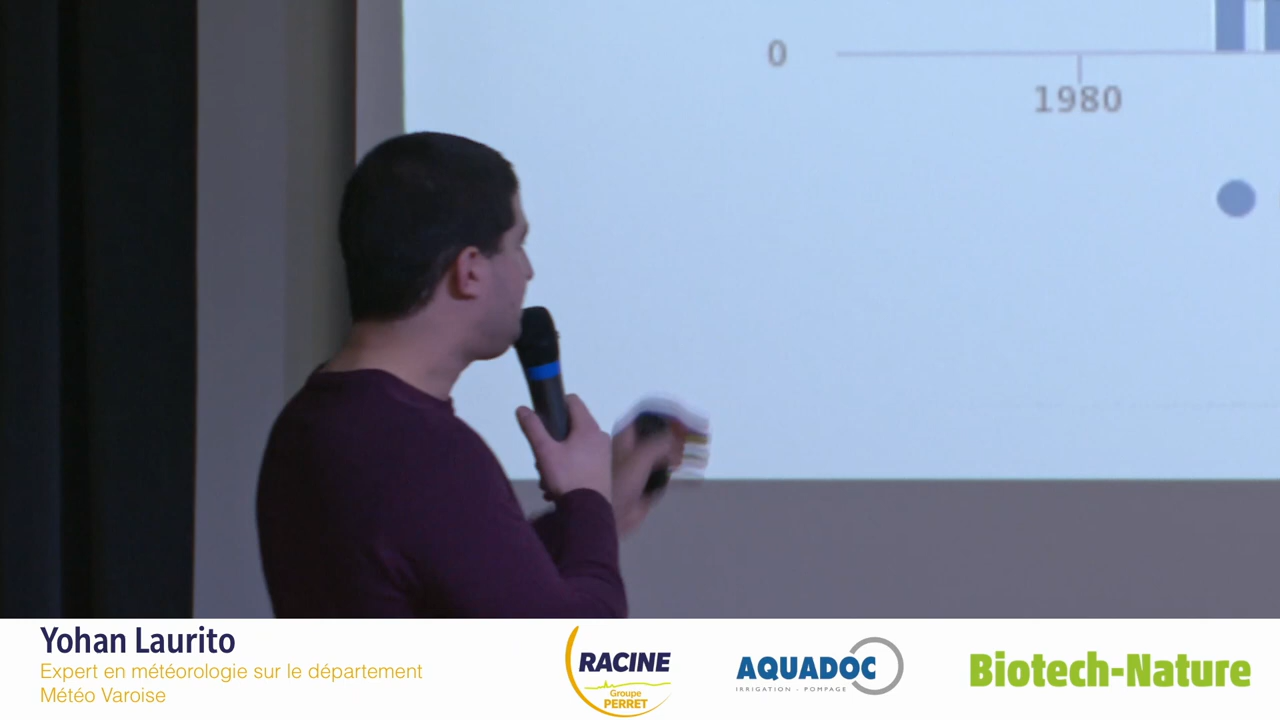 0
1980
Yohan Laurito
Expert en météorologie sur le département
Météo Varoise
RACINE
Groupe
PERRET
AQUADOC
IRRIGATION - POMPAGE
Biotech-Nature